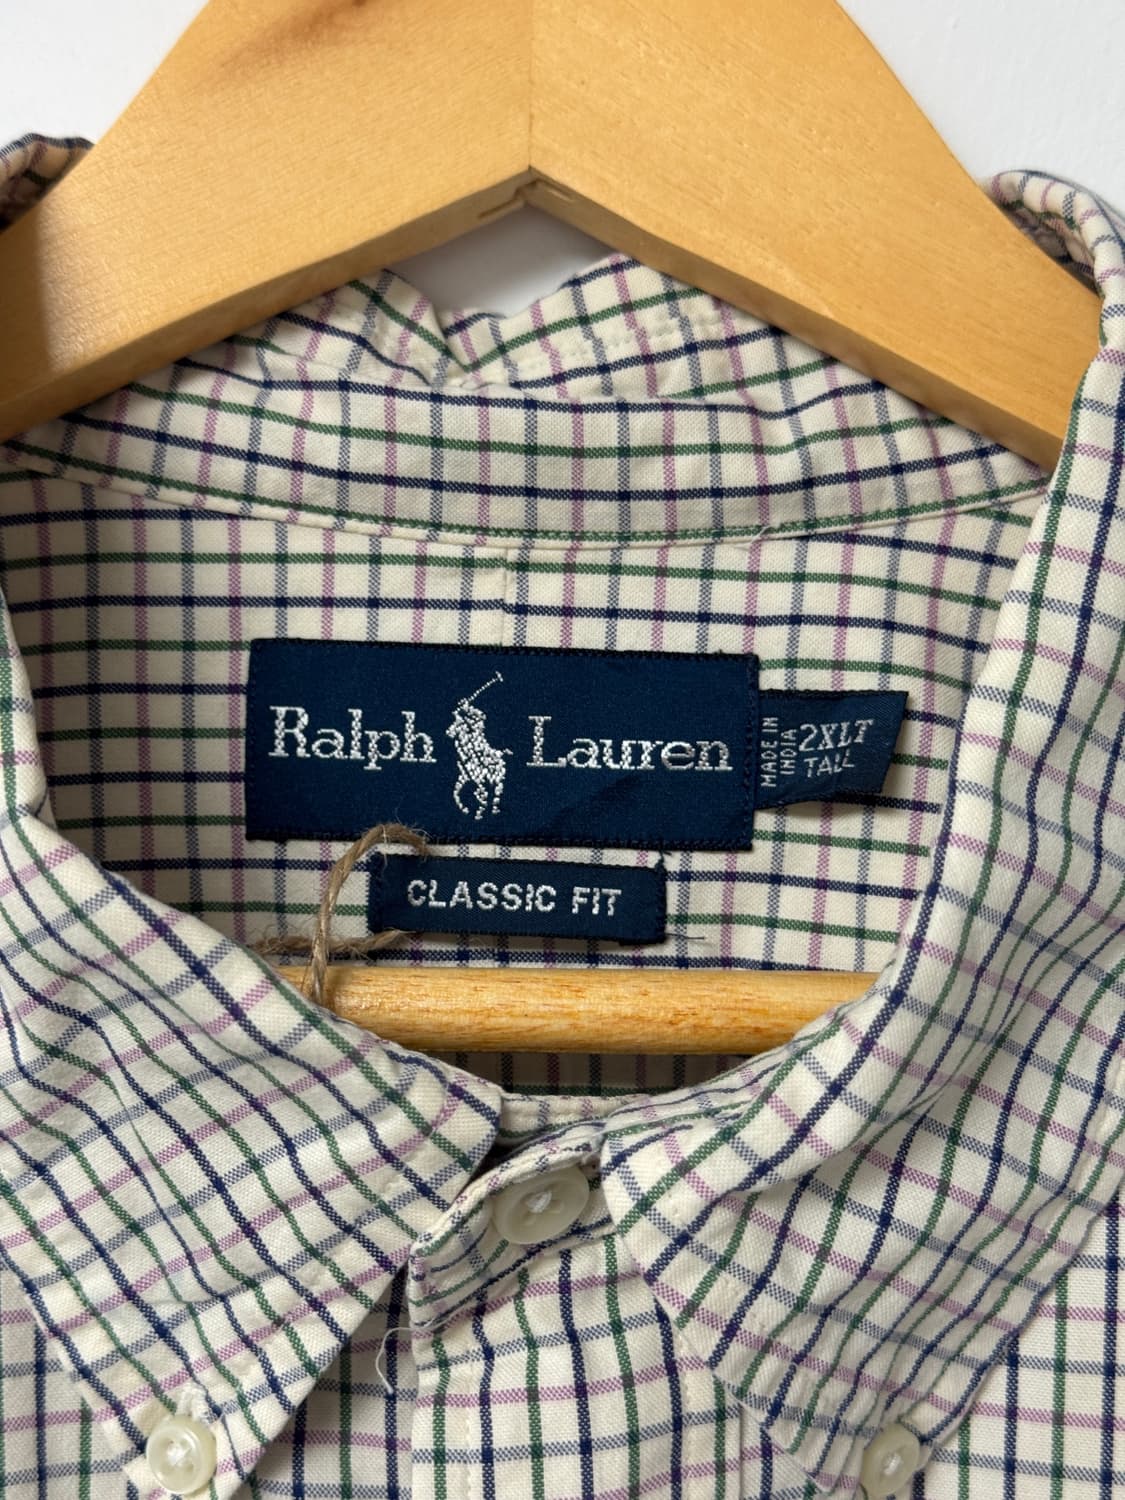 Ralph Lauren
MADE IN
INDIA
2XLT
TALL
CLASSIC FIT